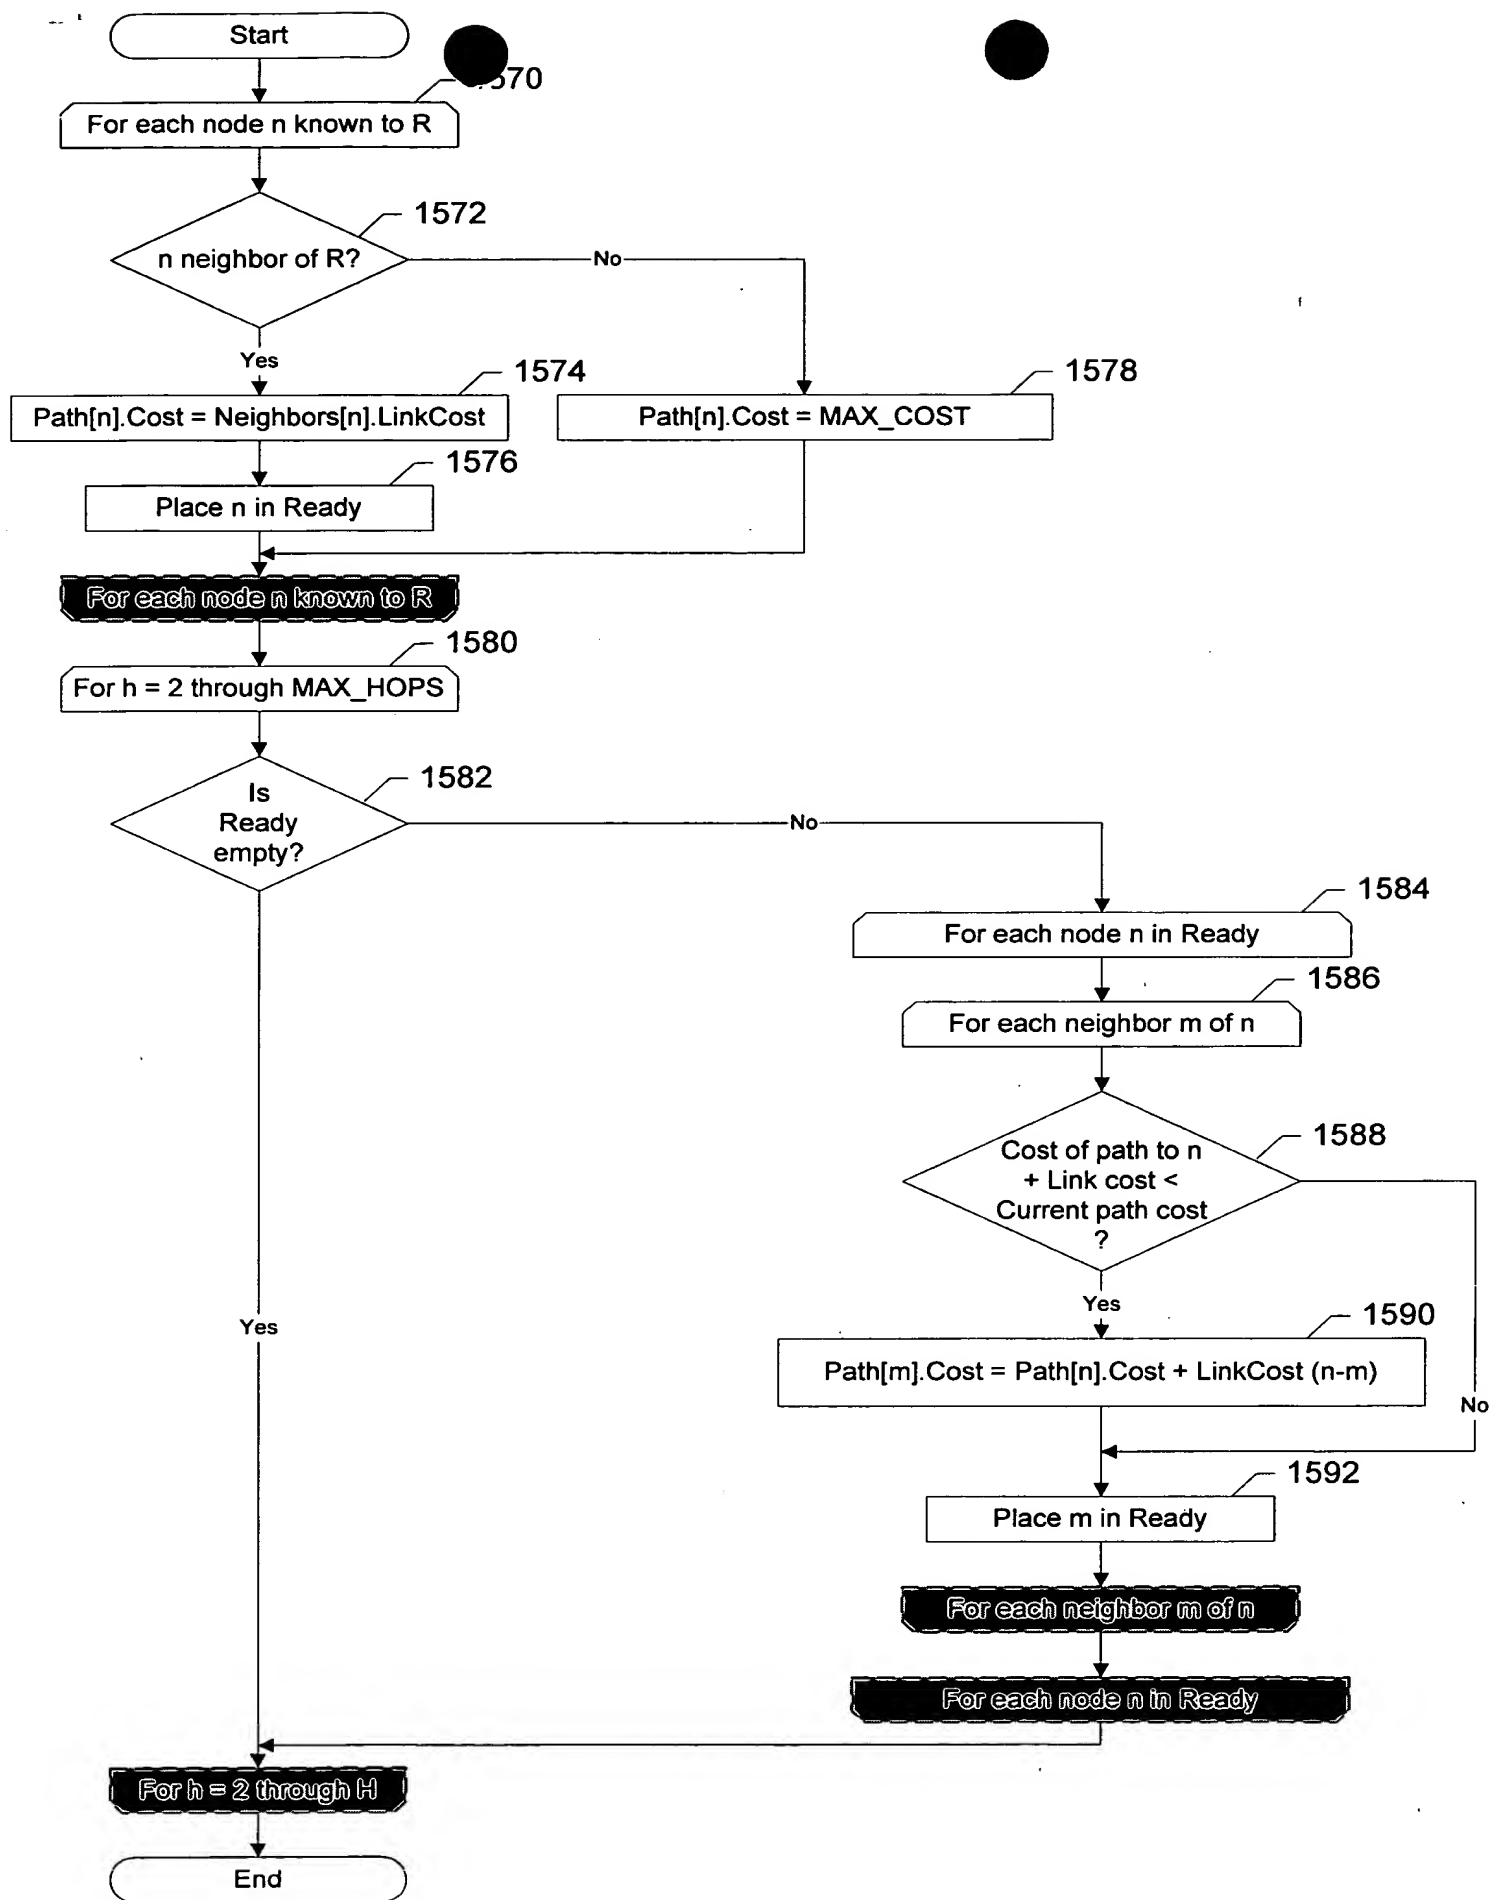 Start
570
For each node n known to R
1572
n neighbor of R?
No
Yes
1574
1578
Path[n].Cost = Neighbors[n].LinkCost
Path[n].Cost = MAX_COST
1576
Place n in Ready
For each node n known to R
1580
For h = 2 through MAX_HOPS
1582
Is
Ready
empty?
No
1584
For each node n in Ready
1586
For each neighbor m of n
1588
Cost of path to n
+ Link cost <
Current path cost
?
Yes
Yes
1590
Path[m].Cost = Path[n].Cost + LinkCost (n-m)
No
1592
Place m in Ready
For each neighbor m of n
For each node n in Ready
For h = 2 through H
End